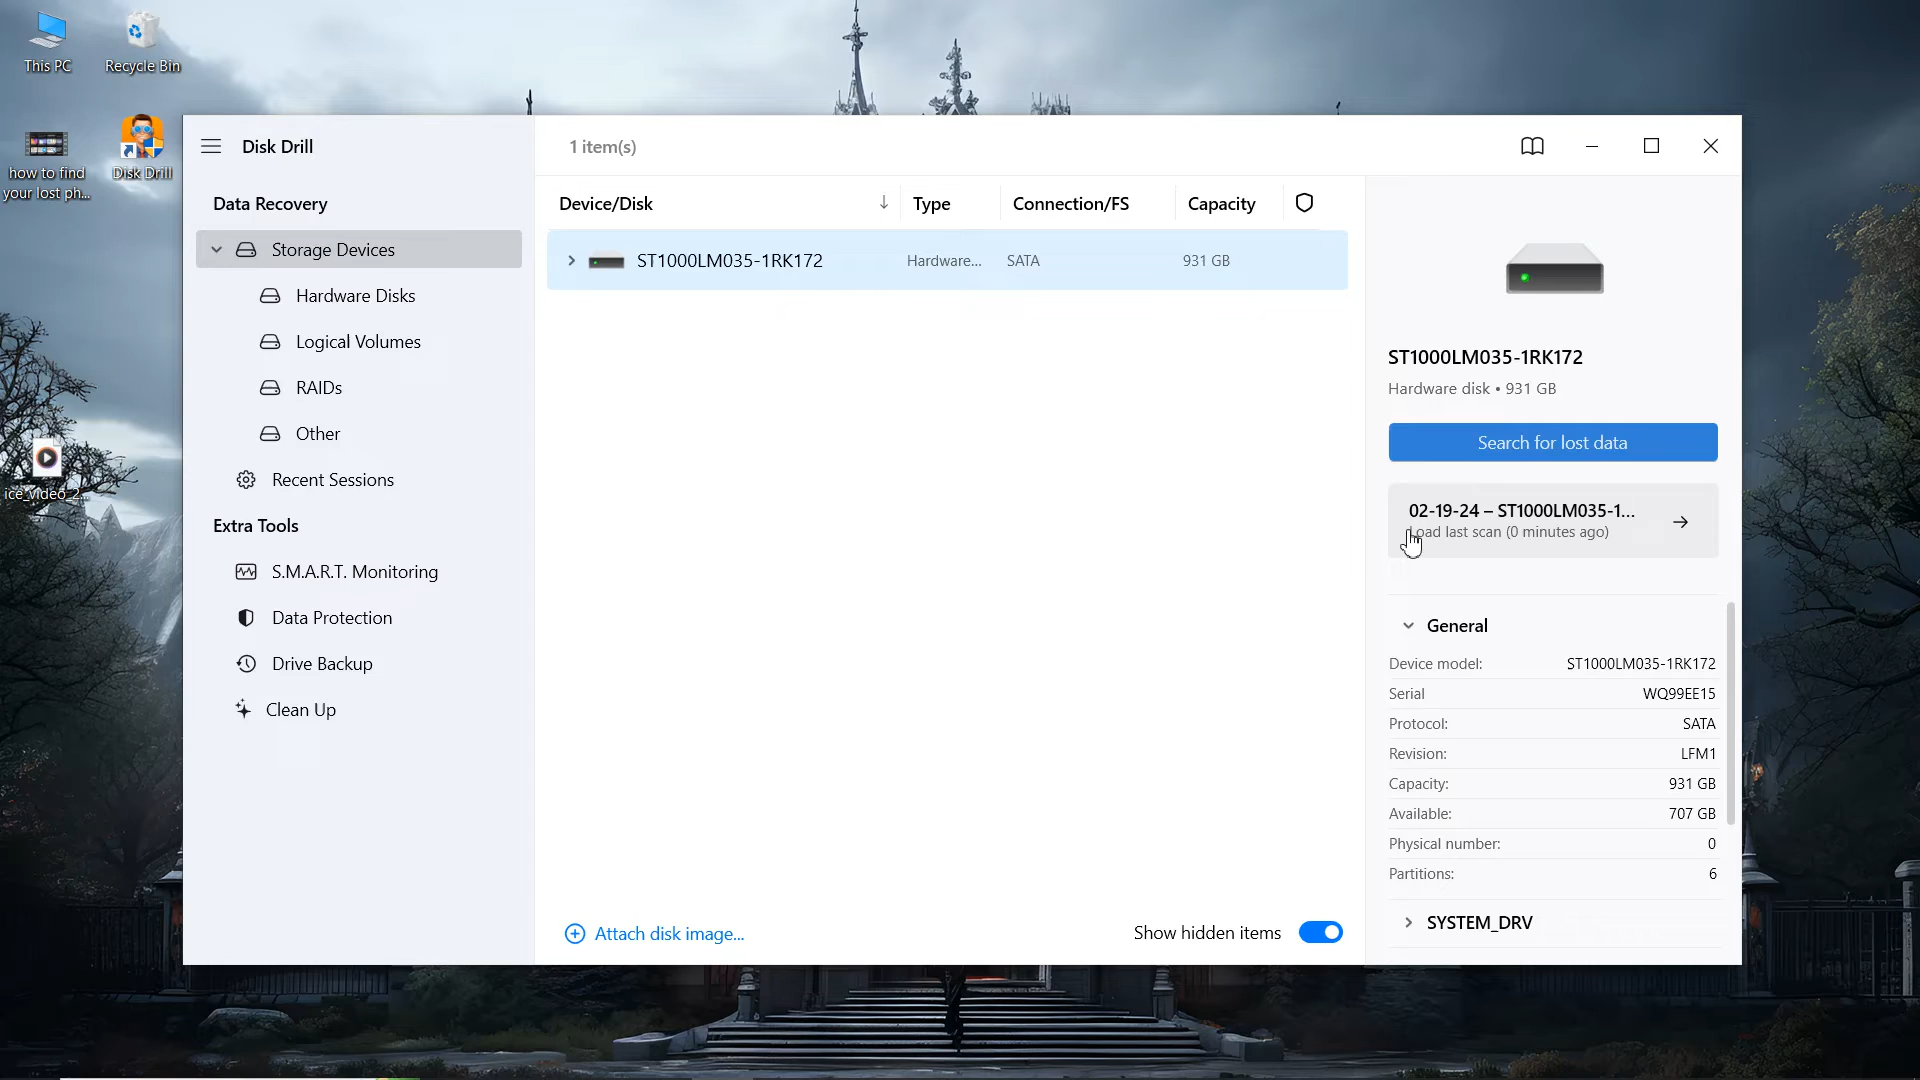 This PC
Recycle Bin
how to find
your lost ph...
Disk Drill
ice_video_2...
Disk Drill
1 item(s)
Data Recovery
Storage Devices
Hardware Disks
Logical Volumes
RAIDs
Other
Recent Sessions
Extra Tools
S.M.A.R.T. Monitoring
Data Protection
Drive Backup
Clean Up
Device/Disk
Type
Connection/FS
Capacity
ST1000LM035-1RK172
Hardware...
SATA
931 GB
Attach disk image...
Show hidden items
ST1000LM035-1RK172
Hardware disk • 931 GB
Search for lost data
02-19-24 – ST1000LM035-1...
Load last scan (0 minutes ago)
General
Device model: ST1000LM035-1RK172
Serial WQ99EE15
Protocol: SATA
Revision: LFM1
Capacity: 931 GB
Available: 707 GB
Physical number: 0
Partitions: 6
SYSTEM_DRV